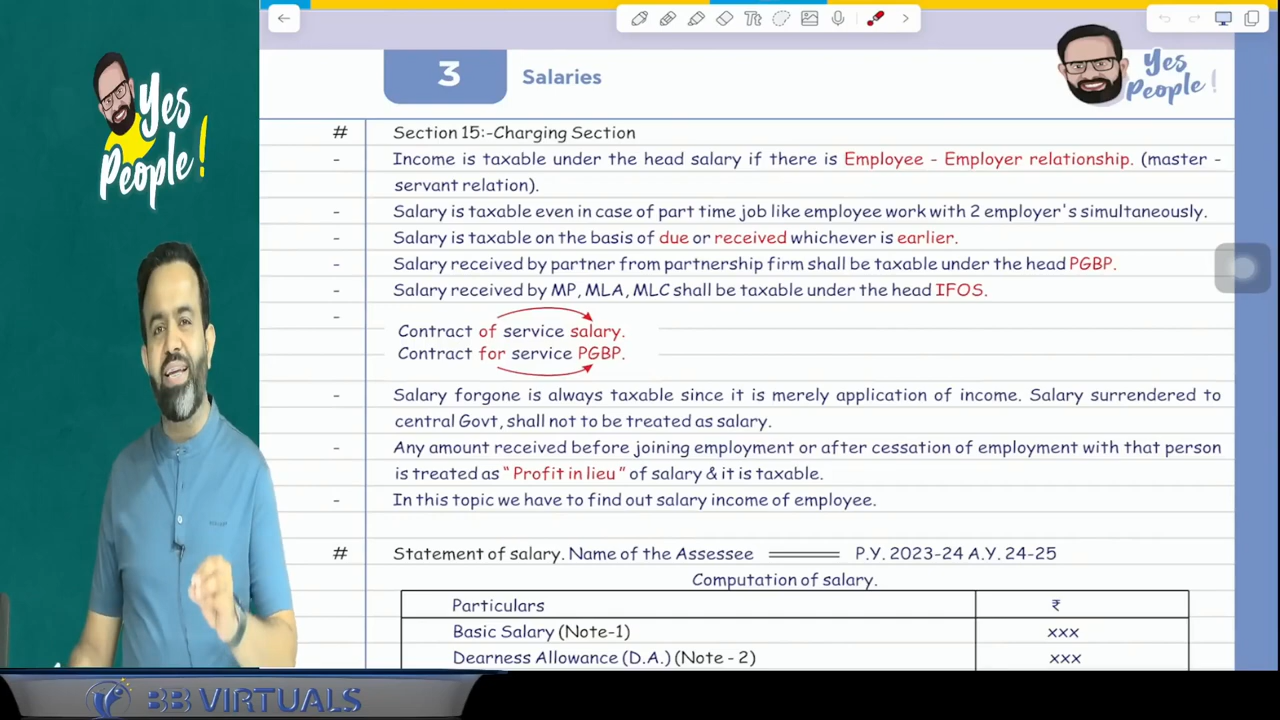 Yes
People!
3
Salaries
Yes
People!
# Section 15:-Charging Section
- Income is taxable under the head salary if there is Employee - Employer relationship. (master -
servant relation).
- Salary is taxable even in case of part time job like employee work with 2 employer's simultaneously.
- Salary is taxable on the basis of due or received whichever is earlier.
- Salary received by partner from partnership firm shall be taxable under the head PGBP.
- Salary received by MP, MLA, MLC shall be taxable under the head IFOS.
- Contract of service salary.
Contract for service PGBP.
- Salary forgone is always taxable since it is merely application of income. Salary surrendered to
central Govt, shall not to be treated as salary.
- Any amount received before joining employment or after cessation of employment with that person
is treated as "Profit in lieu" of salary & it is taxable.
- In this topic we have to find out salary income of employee.
# Statement of salary. Name of the Assessee P.Y. 2023-24 A.Y. 24-25
Computation of salary.
Particulars ₹
Basic Salary (Note-1) xxx
Dearness Allowance (D.A.) (Note - 2) xxx
BB VIRTUALS